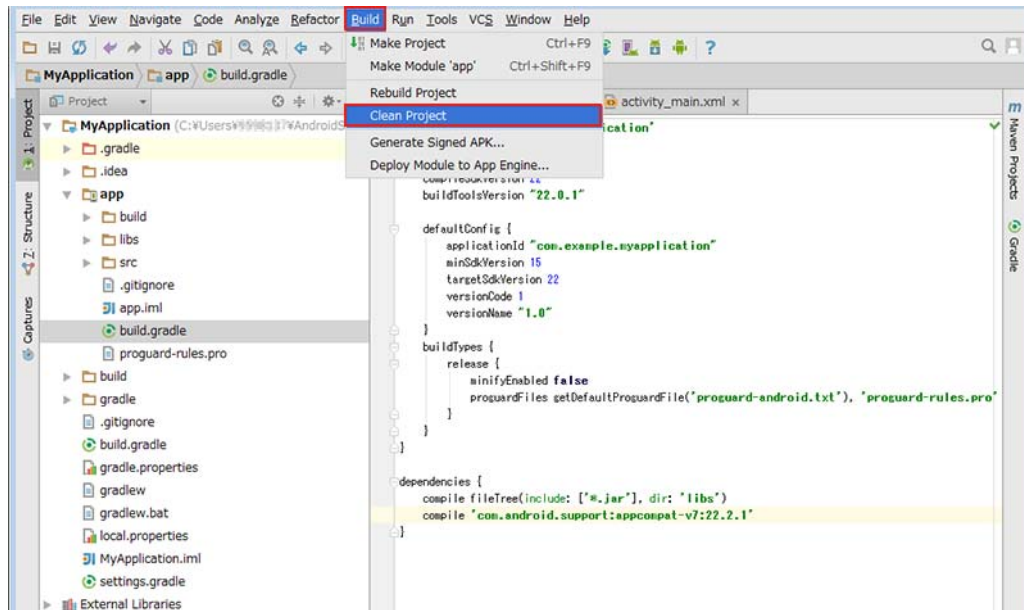 File Edit View Navigate Code Analyze Refactor Build Run Tools VCS Window Help
Make Project Ctrl+F9
Make Module 'app' Ctrl+Shift+F9
Rebuild Project
Clean Project
Generate Signed APK...
Deploy Module to App Engine...
MyApplication app build.gradle
Project
activity_main.xml
1: Project
Z: Structure
Captures
m
Maven Projects
Gradle
MyApplication (C:¥Users¥
.gradle
.idea
app
build
libs
src
.gitignore
app.iml
build.gradle
proguard-rules.pro
build
gradle
.gitignore
build.gradle
gradle.properties
gradlew
gradlew.bat
local.properties
MyApplication.iml
settings.gradle
External Libraries
ication'
buildToolsVersion "22.0.1"
defaultConfig {
applicationId "com.example.myapplication"
minSdkVersion 15
targetSdkVersion 22
versionCode 1
versionName "1.0"
}
buildTypes {
release {
minifyEnabled false
proguardFiles getDefaultProguardFile('proguard-android.txt'), 'proguard-rules.pro'
}
}
}
dependencies {
compile fileTree(include: ['*.jar'], dir: 'libs')
compile 'com.android.support:appcompat-v7:22.2.1'
}